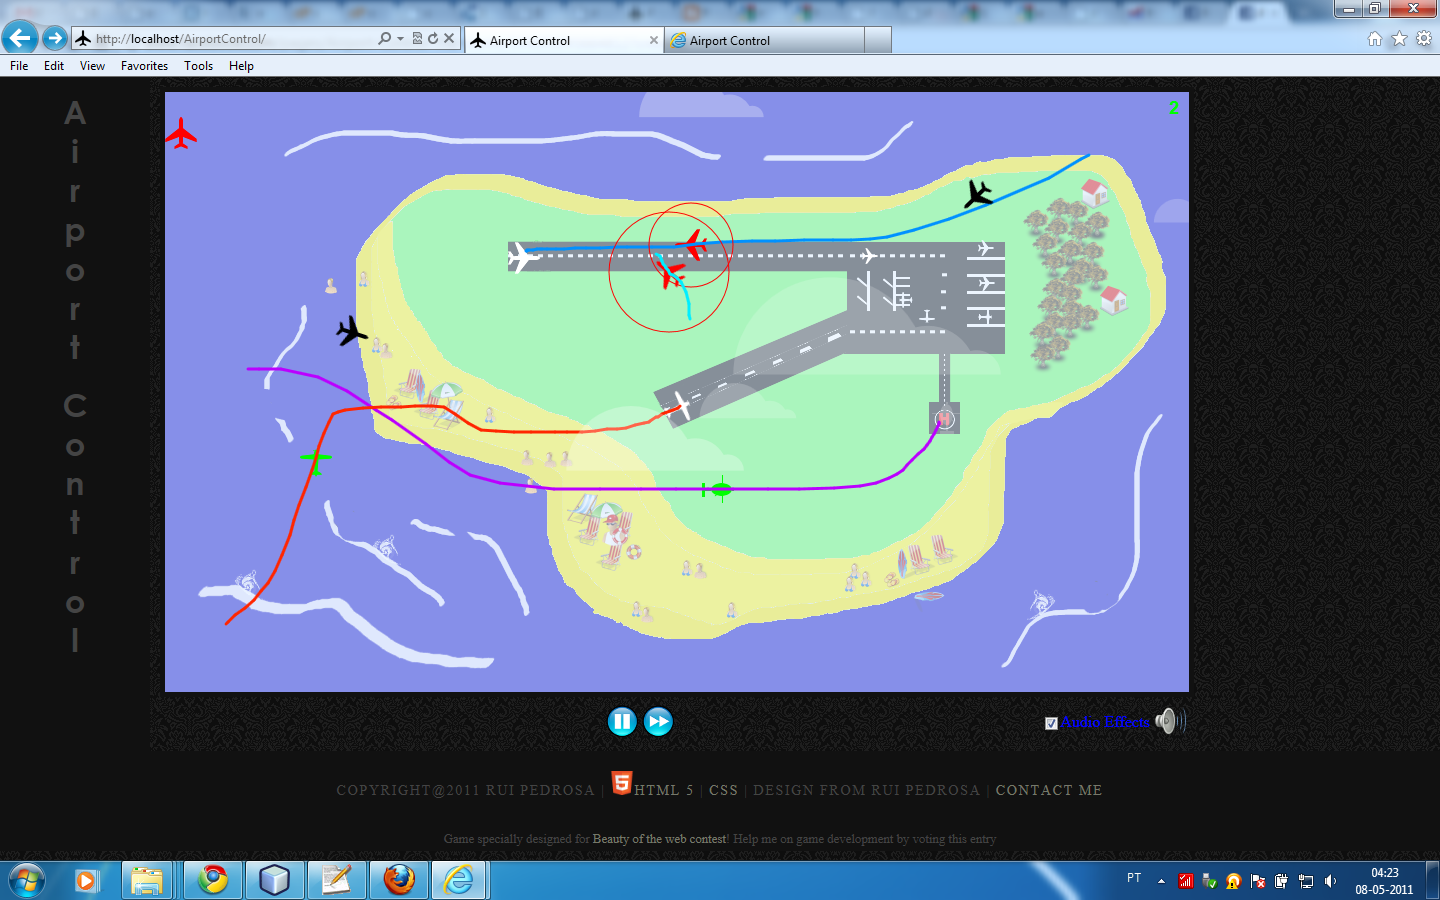 http://localhost/AirportControl/
Airport Control
Airport Control
File Edit View Favorites Tools Help
Airport Control
2
H
Audio Effects
COPYRIGHT@2011 RUI PEDROSA | HTML 5 | CSS | DESIGN FROM RUI PEDROSA | CONTACT ME
Game specially designed for Beauty of the web contest! Help me on game development by voting this entry
PT
04:23
08-05-2011